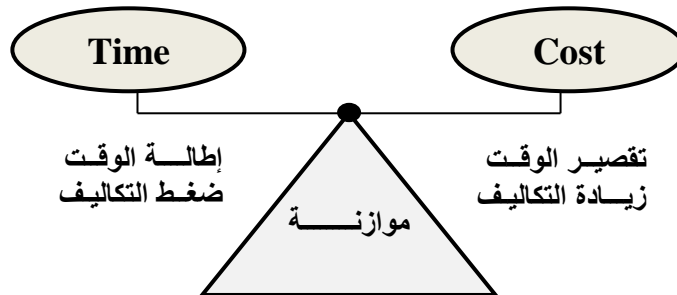 Time
Cost
إطالة الوقت
ضغط التكاليف
تقصير الوقت
زيادة التكاليف
موازنة